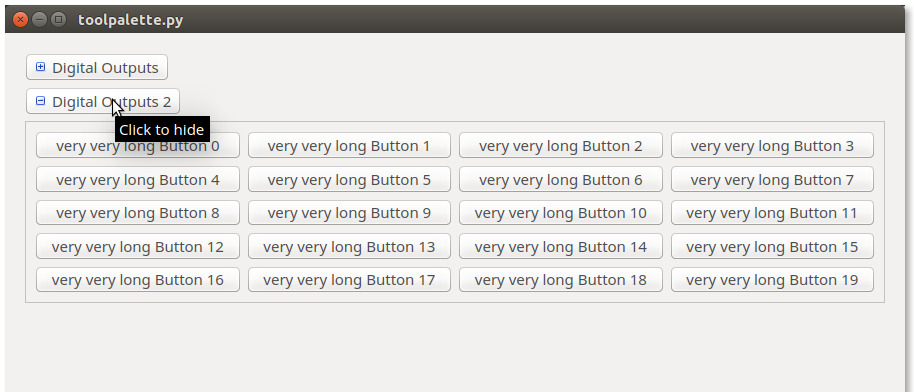 toolpalette.py
Digital Outputs
Digital Outputs 2
Click to hide
very very long Button 0 very very long Button 1 very very long Button 2 very very long Button 3
very very long Button 4 very very long Button 5 very very long Button 6 very very long Button 7
very very long Button 8 very very long Button 9 very very long Button 10 very very long Button 11
very very long Button 12 very very long Button 13 very very long Button 14 very very long Button 15
very very long Button 16 very very long Button 17 very very long Button 18 very very long Button 19